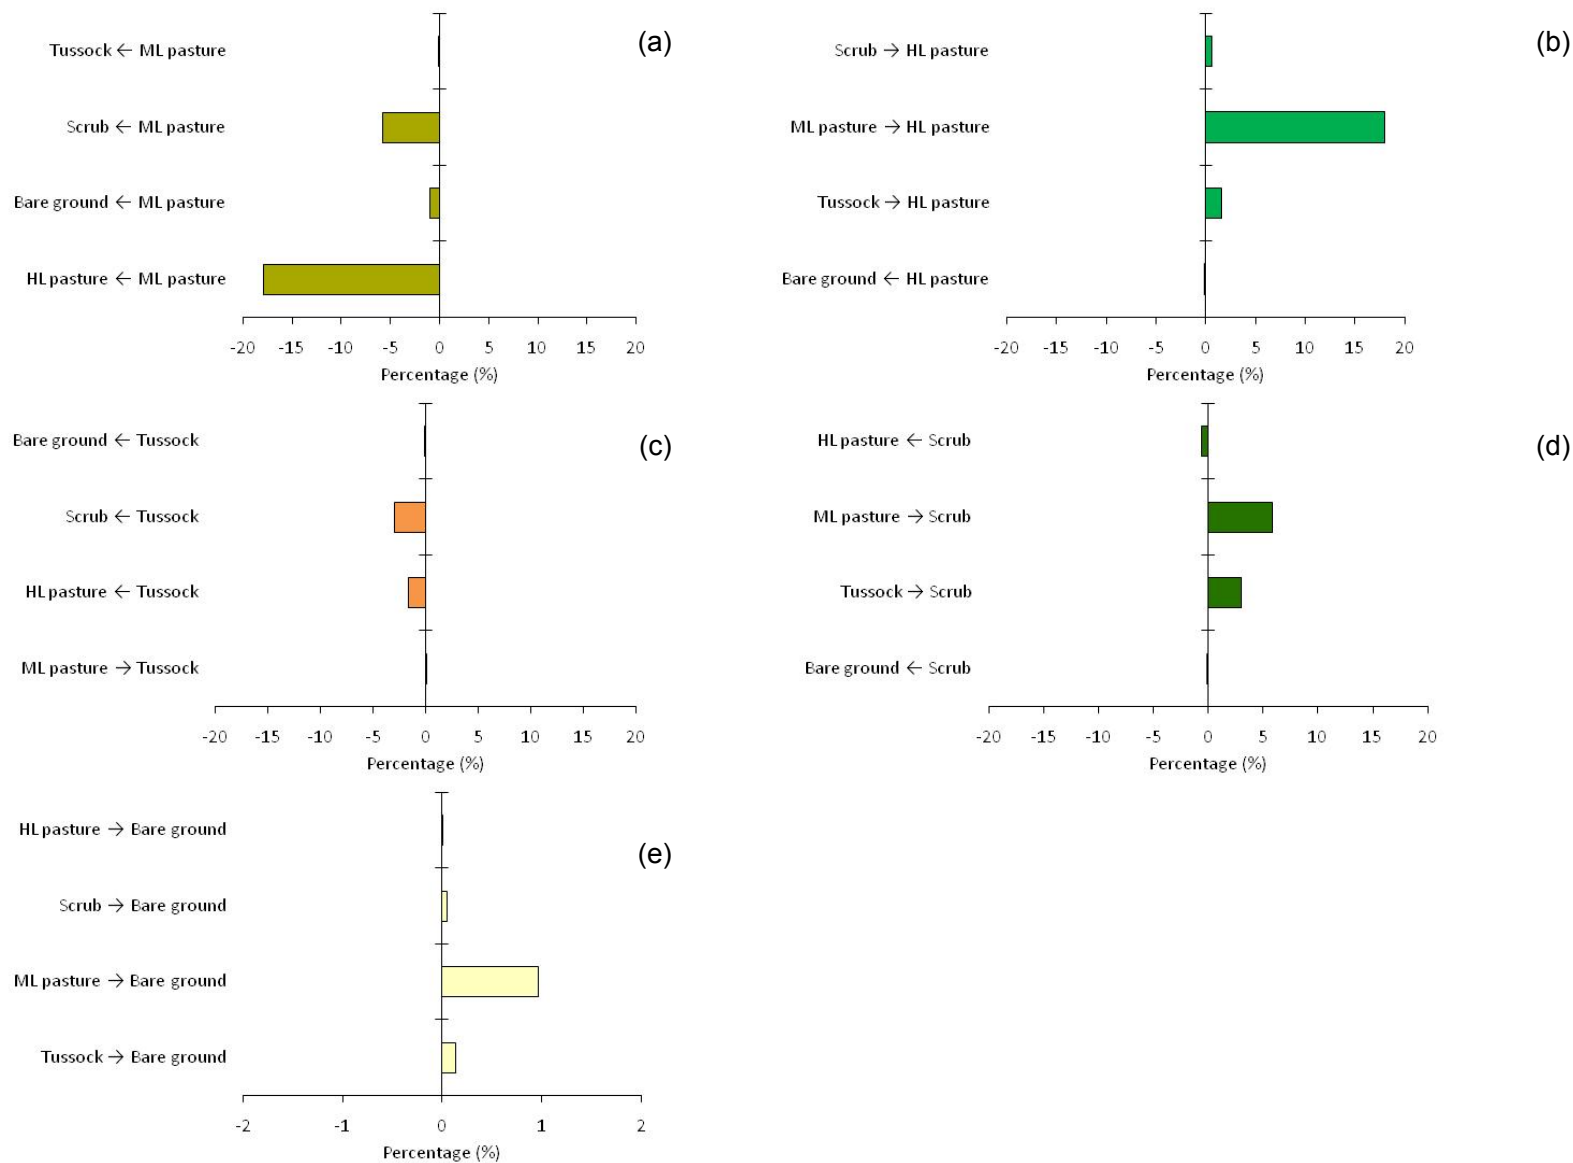 Tussock ← ML pasture
(a)
Scrub ← ML pasture
Bare ground ← ML pasture
HL pasture ← ML pasture
-20 -15 -10 -5 0 5 10 15 20
Percentage (%)
Scrub → HL pasture
(b)
ML pasture → HL pasture
Tussock → HL pasture
Bare ground ← HL pasture
-20 -15 -10 -5 0 5 10 15 20
Percentage (%)
Bare ground ← Tussock
(c)
Scrub ← Tussock
HL pasture ← Tussock
ML pasture → Tussock
-20 -15 -10 -5 0 5 10 15 20
Percentage (%)
HL pasture ← Scrub
(d)
ML pasture → Scrub
Tussock → Scrub
Bare ground ← Scrub
-20 -15 -10 -5 0 5 10 15 20
Percentage (%)
HL pasture → Bare ground
(e)
Scrub → Bare ground
ML pasture → Bare ground
Tussock → Bare ground
-2 -1 0 1 2
Percentage (%)